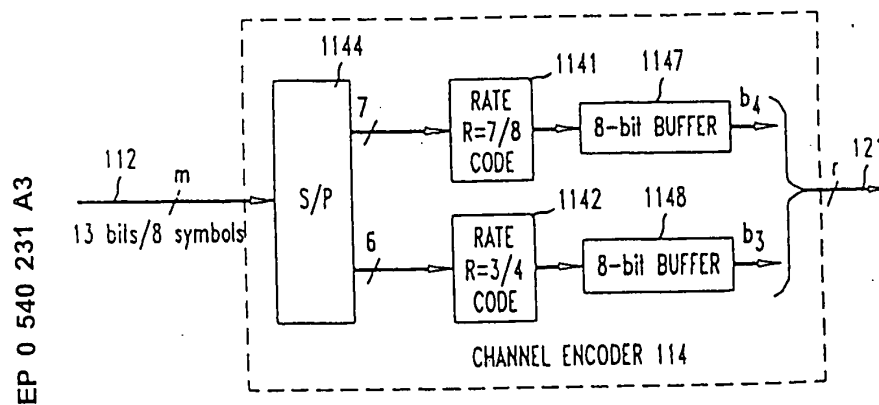 EP 0 540 231 A3
1144
1141
1147
7
RATE
R=7/8
CODE
8-bit BUFFER
b4
112
m
S/P
r
13 bits/8 symbols
1142
1148
6
RATE
R=3/4
CODE
8-bit BUFFER
b3
CHANNEL ENCODER 114